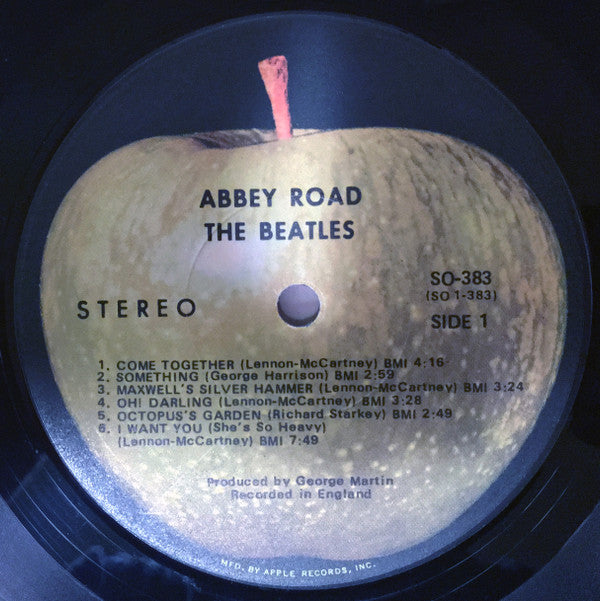 ABBEY ROAD
THE BEATLES
STEREO
SO-383
(SO 1-383)
SIDE 1
1. COME TOGETHER (Lennon-McCartney) BMI 4:16
2. SOMETHING (George Harrison) BMI 2:59
3. MAXWELL'S SILVER HAMMER (Lennon-McCartney) BMI 3:24
4. OH! DARLING (Lennon-McCartney) BMI 3:28
5. OCTOPUS'S GARDEN (Richard Starkey) BMI 2:49
6. I WANT YOU (She's So Heavy)
(Lennon-McCartney) BMI 7:49
Produced by George Martin
Recorded in England
MFD. BY APPLE RECORDS, INC.